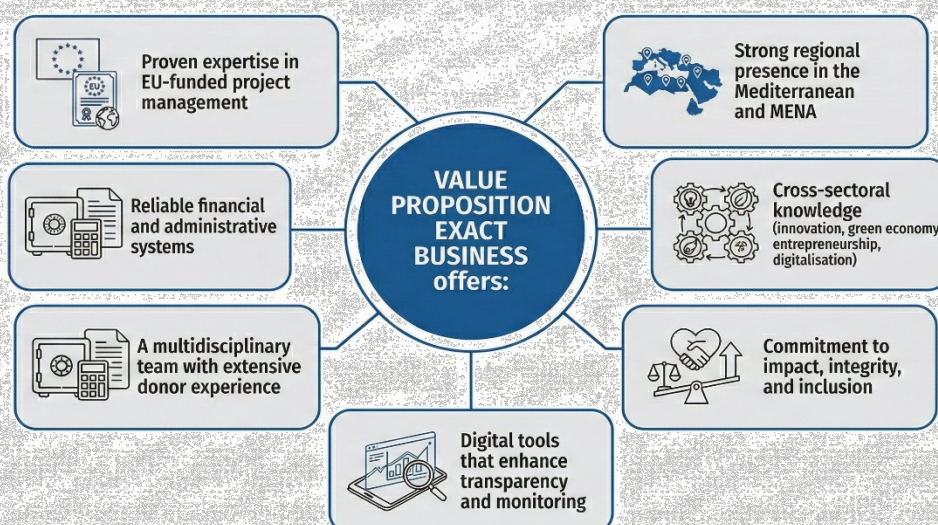 Proven expertise in
EU-funded project
management
EU
Strong regional
presence in the
Mediterranean
and MENA
VALUE
PROPOSITION
EXACT
BUSINESS
offers:
Reliable financial
and administrative
systems
Cross-sectoral
knowledge
(innovation, green economy
entrepreneurship,
digitalisation)
A multidisciplinary
team with extensive
donor experience
Commitment to
impact, integrity,
and inclusion
Digital tools
that enhance
transparency
and monitoring